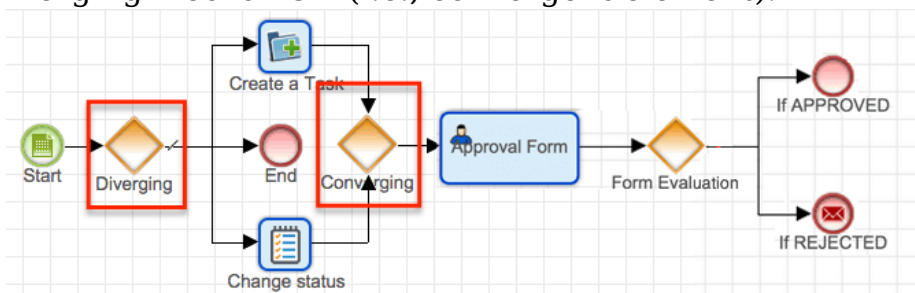 Create a Task
Start
Diverging
End
Converging
Approval Form
Form Evaluation
If APPROVED
If REJECTED
Change status